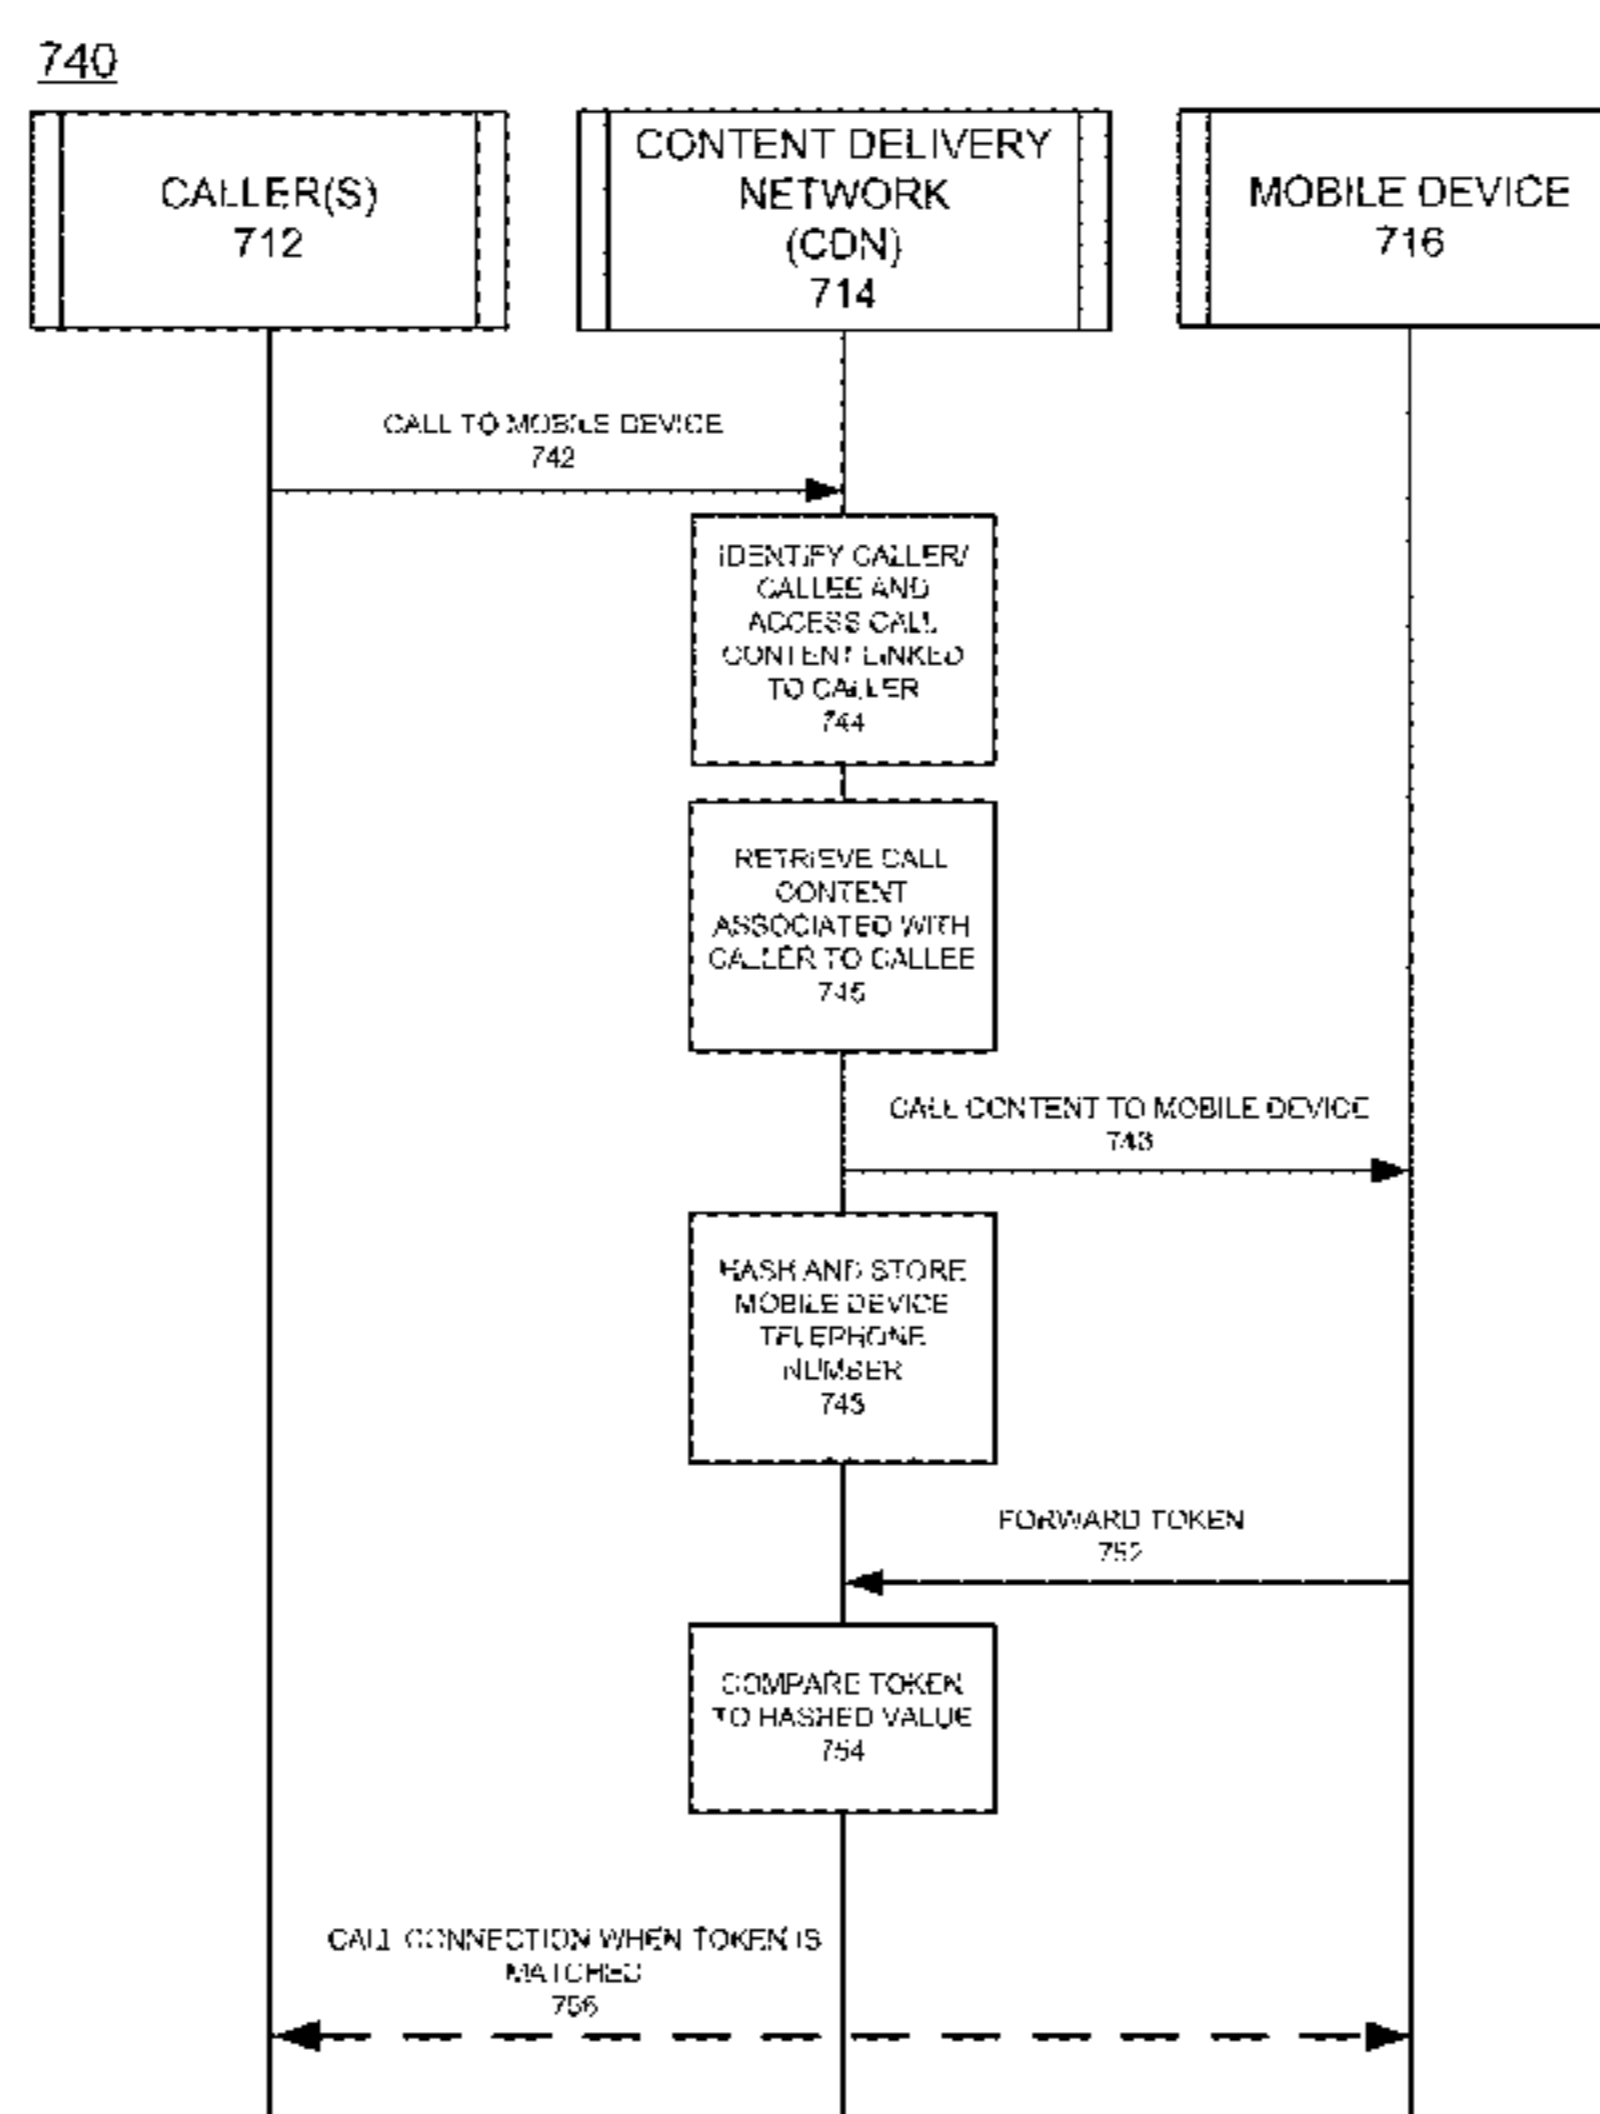 740
CALLER(S)
712
CONTENT DELIVERY
NETWORK
(CDN)
714
MOBILE DEVICE
716
CALL TO MOBILE DEVICE
742
IDENTIFY CALLER/
CALLEE AND
ACCESS CALL
CONTENT LINKED
TO CALLER
744
RETRIEVE CALL
CONTENT
ASSOCIATED WITH
CALLER TO CALLEE
CALL CONTENT TO MOBILE DEVICE
HASH AND STORE
MOBILE DEVICE
TELEPHONE
NUMBER
FORWARD TOKEN
752
COMPARE TOKEN
TO HASHED VALUE
754
CALL CONNECTION WHEN TOKEN IS
MATCHED
756